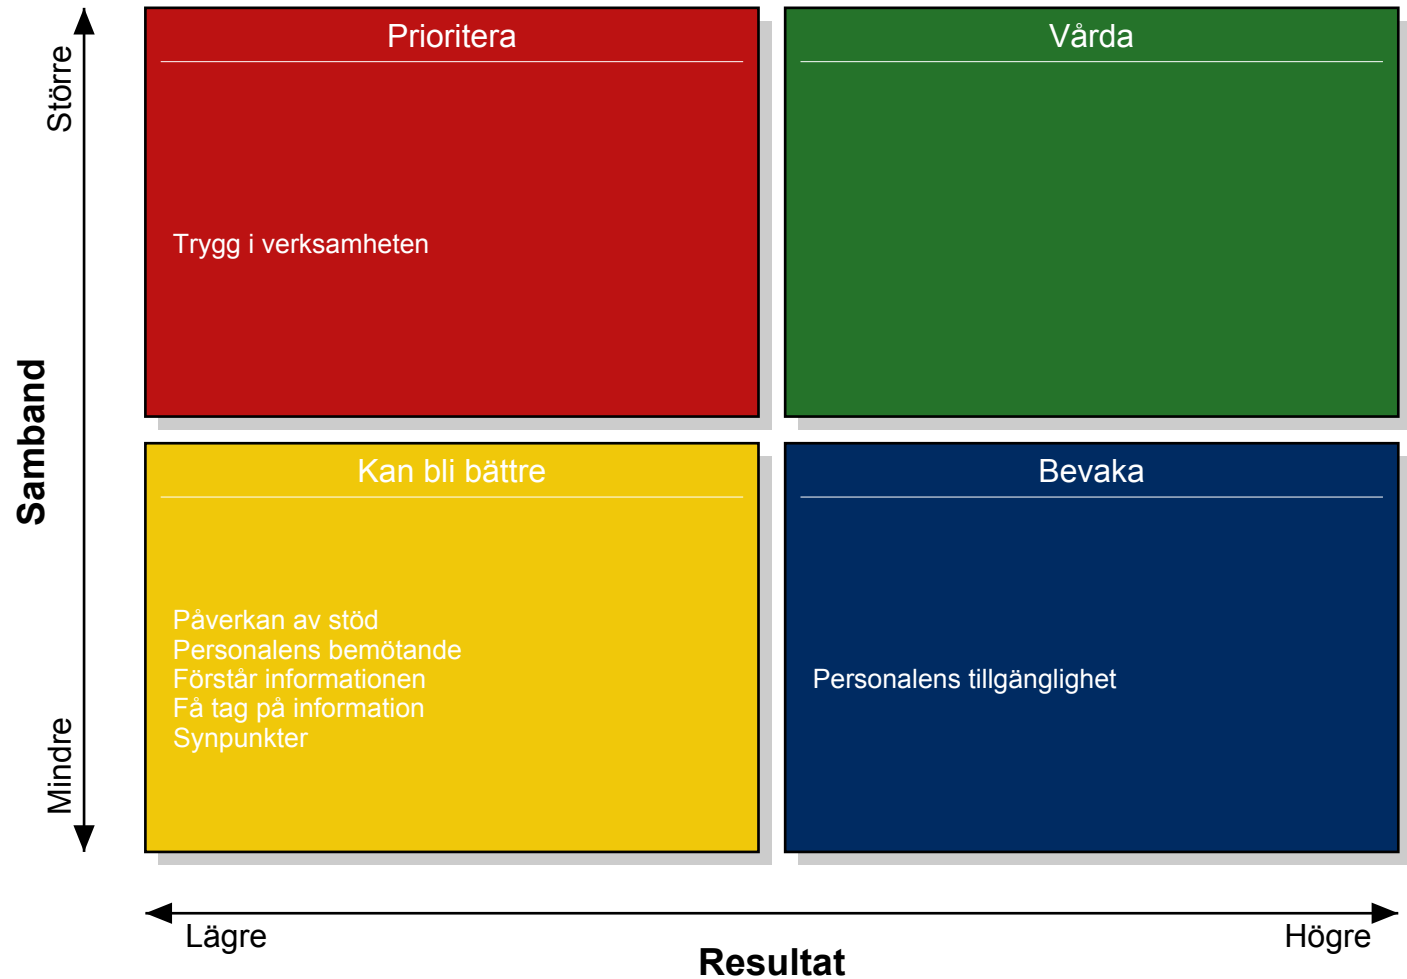 Större
Samband
Mindre
Prioritera
Trygg i verksamheten
Vårda
Kan bli bättre
Påverkan av stöd
Personalens bemötande
Förstår informationen
Få tag på information
Synpunkter
Bevaka
Personalens tillgänglighet
Lägre
Resultat
Högre